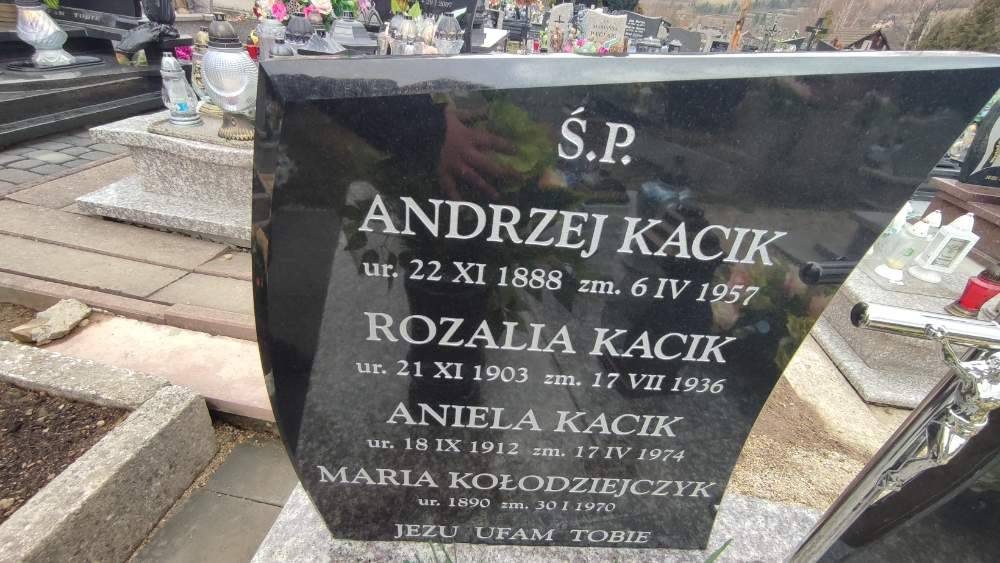 Ś.P.
ANDRZEJ KACIK
ur. 22 XI 1888 zm. 6 IV 1957
ROZALIA KACIK
ur. 21 XI 1903 zm. 17 VII 1936
ANIELA KACIK
ur. 18 IX 1912 zm. 17 IV 1974
MARIA KOŁODZIEJCZYK
ur. 1890 zm. 30 I 1970
JEZU UFAM TOBIE